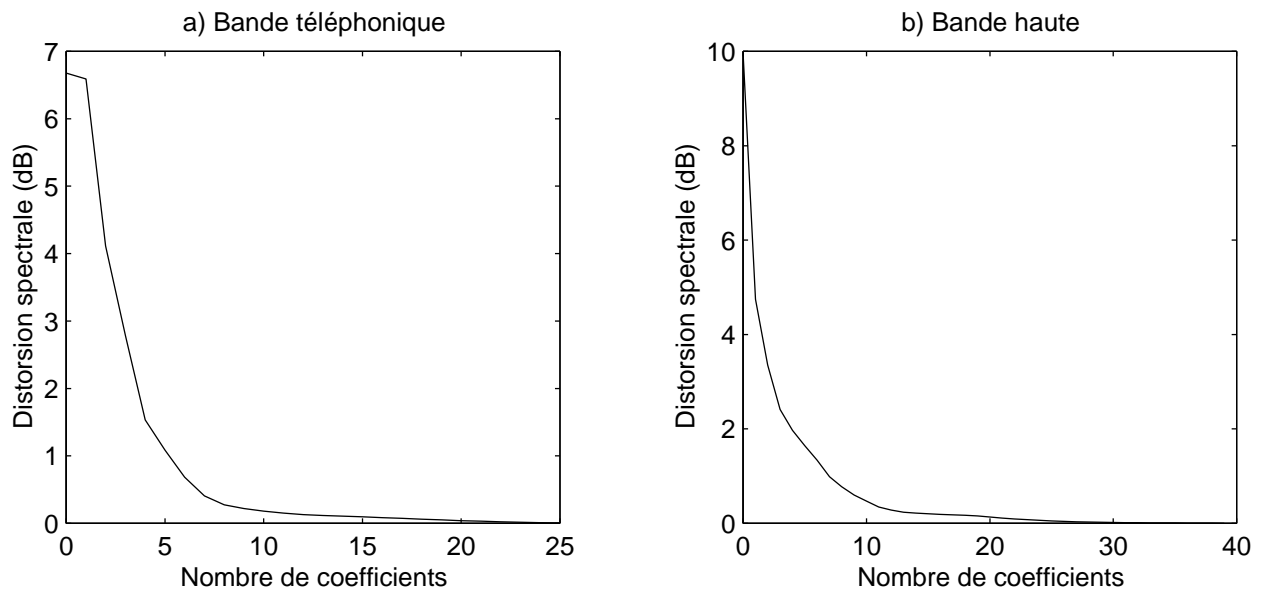 a) Bande téléphonique
7
6
5
4
3
2
1
0
Distorsion spectrale (dB)
0 5 10 15 20 25
Nombre de coefficients
b) Bande haute
10
8
6
4
2
0
Distorsion spectrale (dB)
0 10 20 30 40
Nombre de coefficients